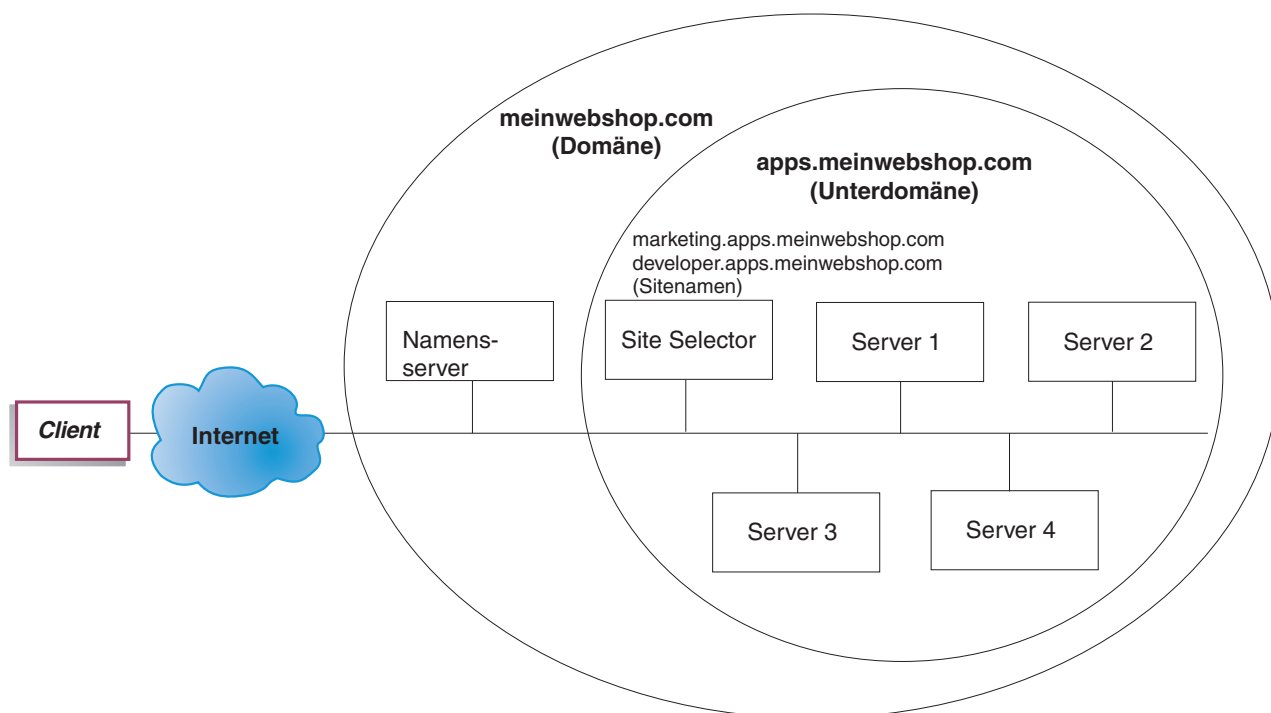 meinwebshop.com
(Domäne)
apps.meinwebshop.com
(Unterdomäne)
marketing.apps.meinwebshop.com
developer.apps.meinwebshop.com
(Sitenamen)
Namens-
server
Site Selector
Server 1
Server 2
Client
Internet
Server 3
Server 4